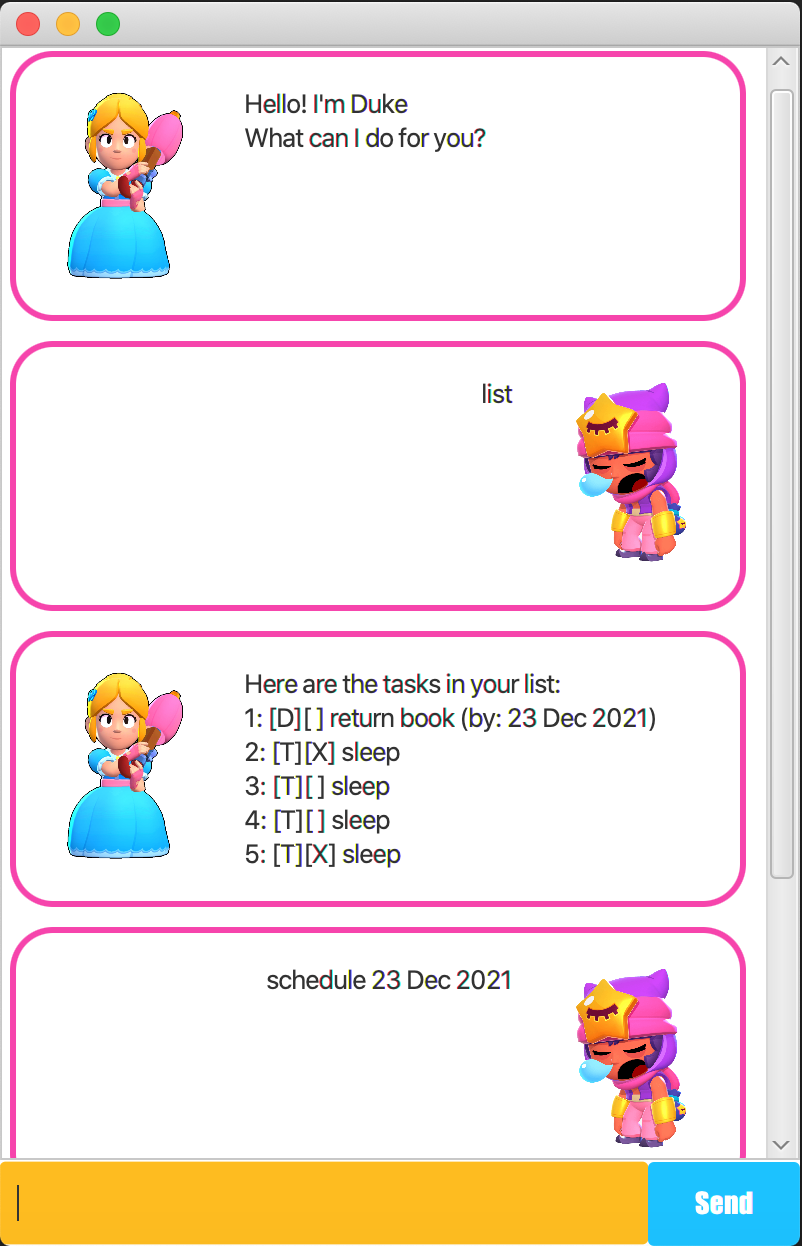 Hello! I'm Duke
What can I do for you?
list
Here are the tasks in your list:
1: [D][ ] return book (by: 23 Dec 2021)
2: [T][X] sleep
3: [T][ ] sleep
4: [T][ ] sleep
5: [T][X] sleep
schedule 23 Dec 2021
Send